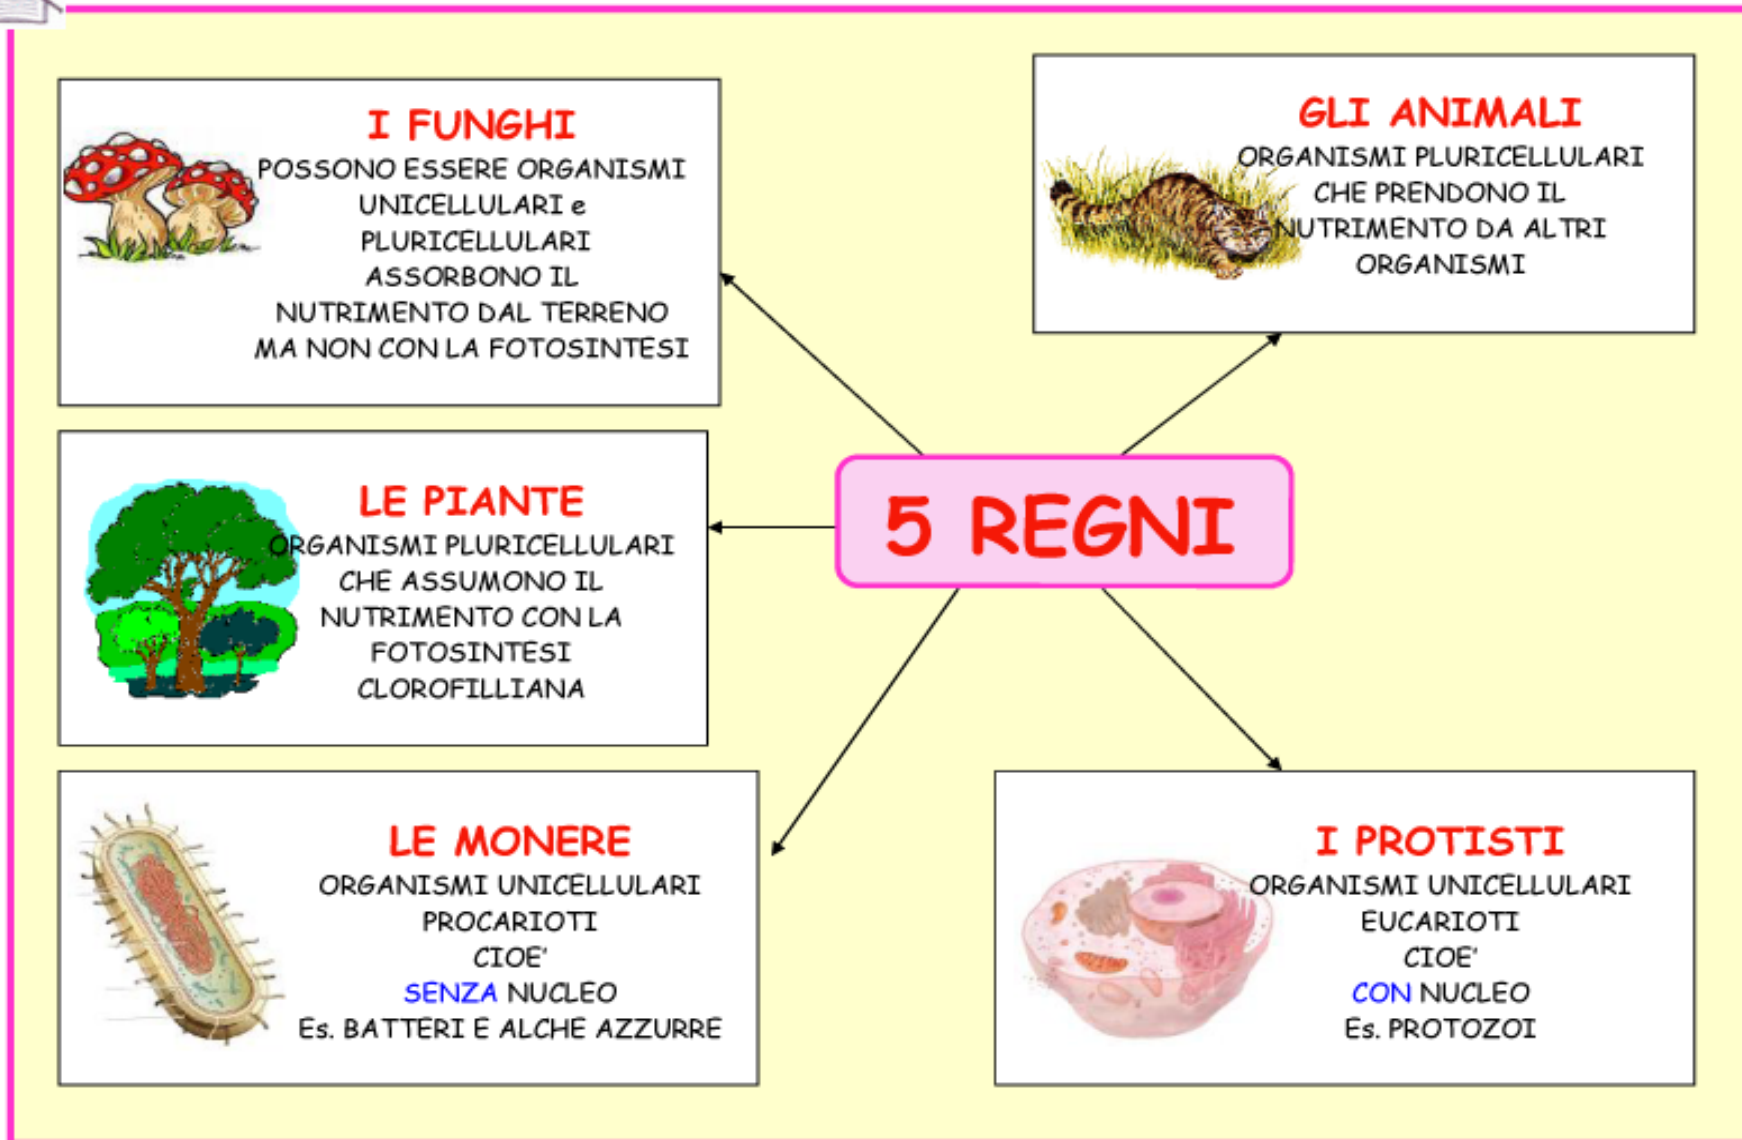 I FUNGHI
POSSONO ESSERE ORGANISMI
UNICELLULARI e
PLURICELLULARI
ASSORBONO IL
NUTRIMENTO DAL TERRENO
MA NON CON LA FOTOSINTESI
GLI ANIMALI
ORGANISMI PLURICELLULARI
CHE PRENDONO IL
NUTRIMENTO DA ALTRI
ORGANISMI
5 REGNI
LE PIANTE
ORGANISMI PLURICELLULARI
CHE ASSUMONO IL
NUTRIMENTO CON LA
FOTOSINTESI
CLOROFILLIANA
LE MONERE
ORGANISMI UNICELLULARI
PROCARIOTI
CIOE'
SENZA NUCLEO
Es. BATTERI E ALCHE AZZURRE
I PROTISTI
ORGANISMI UNICELLULARI
EUCARIOTI
CIOE'
CON NUCLEO
Es. PROTOZOI